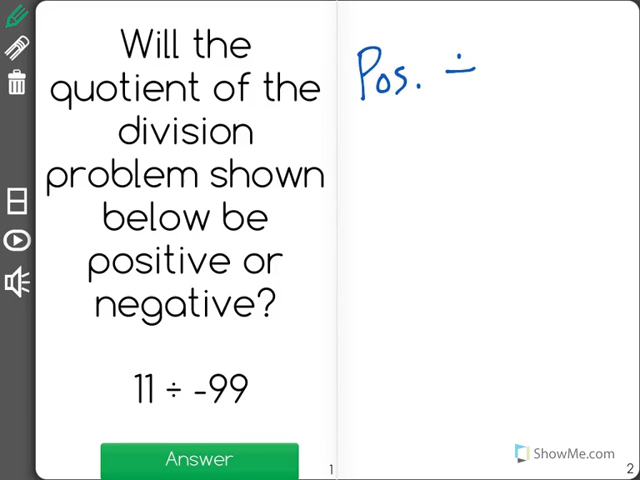 Will the
quotient of the
division
problem shown
below be
positive or
negative?
11 ÷ -99
Answer
1
Pos. ÷
ShowMe.com
2